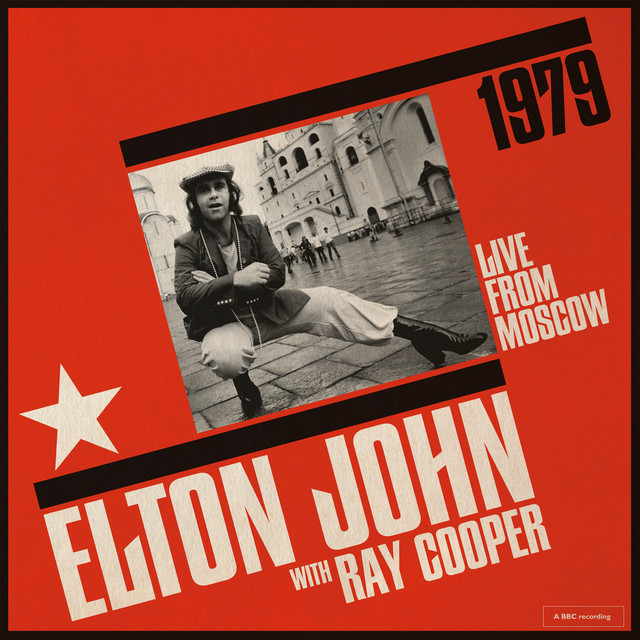 1979
LIVE
FROM
MOSCOW
ELTON JOHN
WITH RAY COOPER
A BBC recording